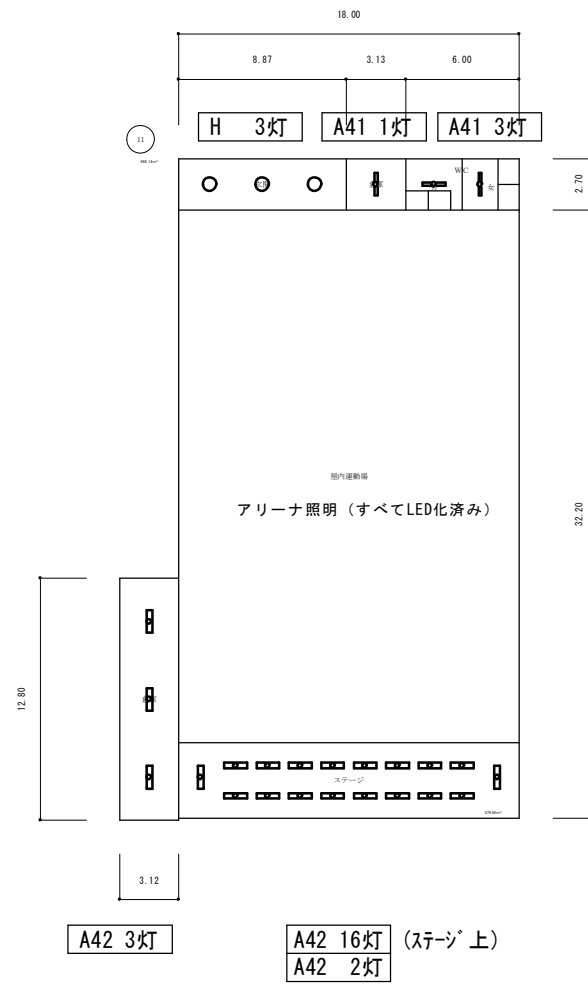 18.00
8.87 3.13 6.00
H 3灯 A41 1灯 A41 3灯
11
WC
玄関
女
2.70
屋内運動場
アリーナ照明（すべてLED化済み）
32.20
12.80
ステージ
3.12
A42 3灯
A42 16灯 (ｽﾃｰｼﾞ上)
A42 2灯